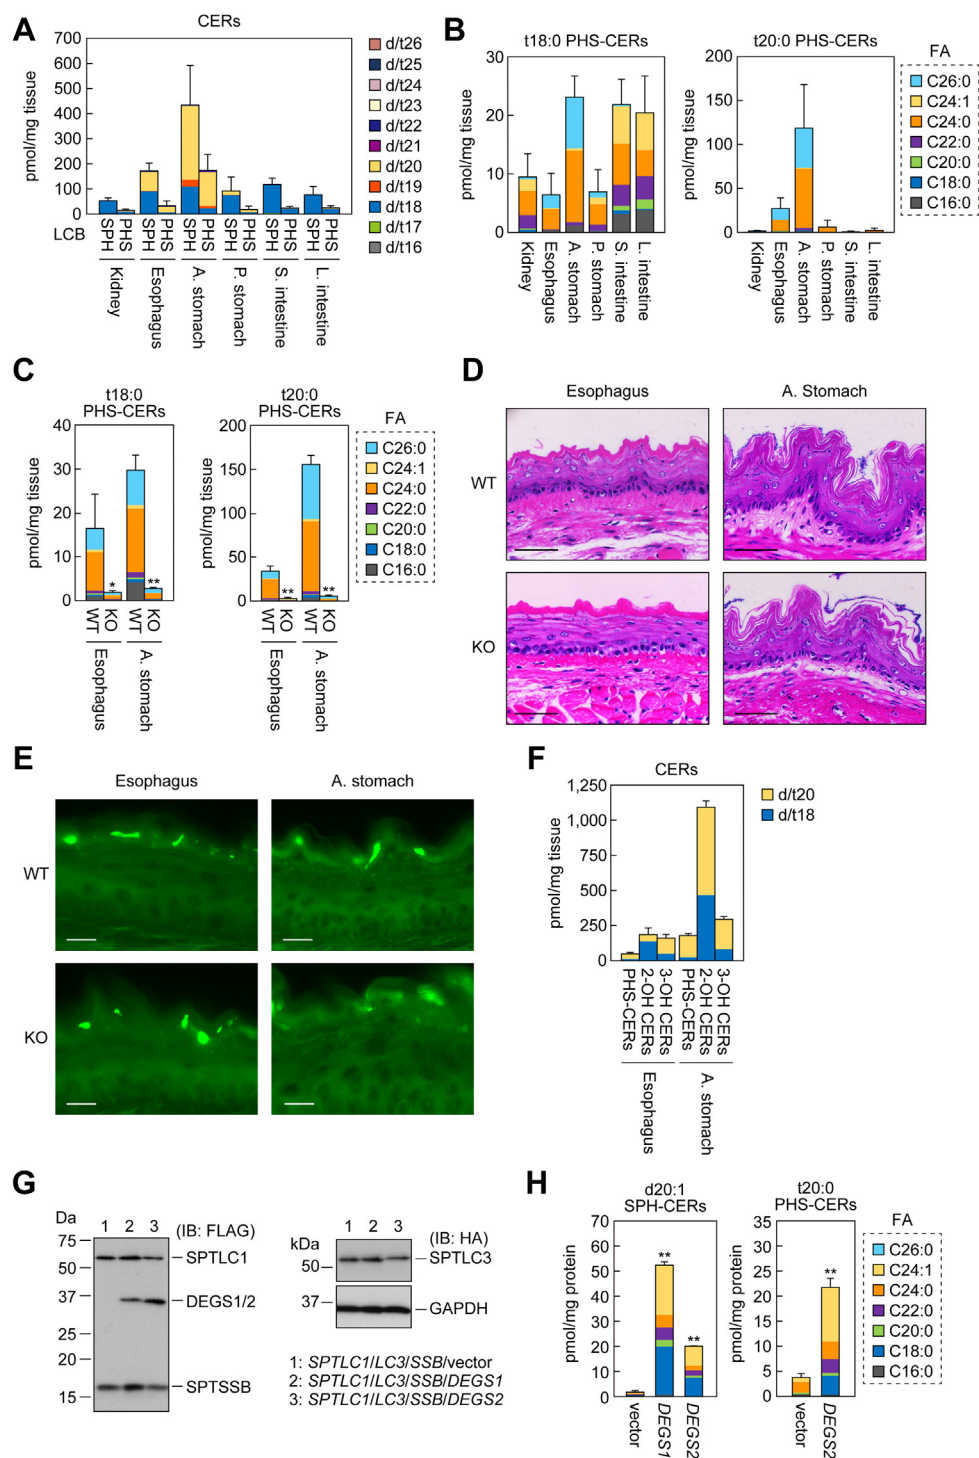 A
CERs
700
600
500
400
300
200
100
0
pmol/mg tissue
LCB
SPH
PHS
SPH
PHS
SPH
PHS
SPH
PHS
SPH
PHS
SPH
PHS
Kidney
Esophagus
A. stomach
P. stomach
S. intestine
L. intestine
d/t26
d/t25
d/t24
d/t23
d/t22
d/t21
d/t20
d/t19
d/t18
d/t17
d/t16
B
t18:0 PHS-CERs
30
20
10
0
pmol/mg tissue
Kidney
Esophagus
A. stomach
P. stomach
S. intestine
L. intestine
t20:0 PHS-CERs
200
150
100
50
0
pmol/mg tissue
Kidney
Esophagus
A. stomach
P. stomach
S. intestine
L. intestine
FA
C26:0
C24:1
C24:0
C22:0
C20:0
C18:0
C16:0
C
t18:0
PHS-CERs
40
30
20
10
0
pmol/mg tissue
*
**
WT
KO
WT
KO
Esophagus
A. stomach
t20:0
PHS-CERs
200
150
100
50
0
pmol/mg tissue
**
**
WT
KO
WT
KO
Esophagus
A. stomach
FA
C26:0
C24:1
C24:0
C22:0
C20:0
C18:0
C16:0
D
Esophagus
A. Stomach
WT
KO
E
Esophagus
A. stomach
WT
KO
F
CERs
1,250
1,000
750
500
250
0
pmol/mg tissue
PHS-CERs
2-OH CERs
3-OH CERs
PHS-CERs
2-OH CERs
3-OH CERs
Esophagus
A. stomach
d/t20
d/t18
G
Da
1 2 3 (IB: FLAG)
75
50
37
25
20
15
SPTLC1
DEGS1/2
SPTSSB
kDa
1 2 3 (IB: HA)
50
37
SPTLC3
GAPDH
1: SPTLC1/LC3/SSB/vector
2: SPTLC1/LC3/SSB/DEGS1
3: SPTLC1/LC3/SSB/DEGS2
H
d20:1
SPH-CERs
70
60
50
40
30
20
10
0
pmol/mg protein
**
**
vector
DEGS1
DEGS2
t20:0
PHS-CERs
35
30
25
20
15
10
5
0
pmol/mg protein
**
vector
DEGS2
FA
C26:0
C24:1
C24:0
C22:0
C20:0
C18:0
C16:0